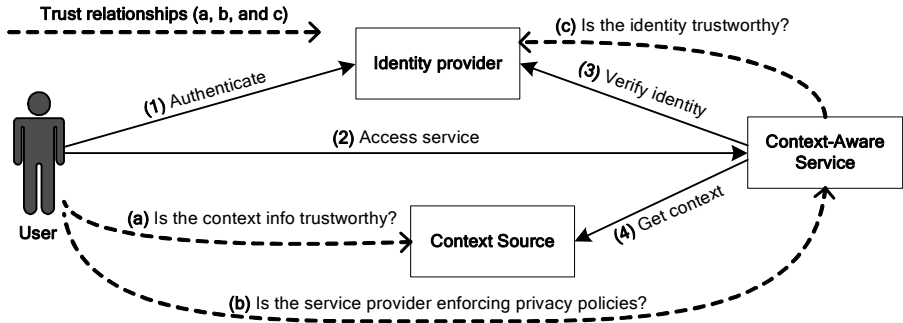 Trust relationships (a, b, and c)
(c) Is the identity trustworthy?
Identity provider
(1) Authenticate
(3) Verify identity
(2) Access service
Context-Aware
Service
(a) Is the context info trustworthy?
(4) Get context
User
Context Source
(b) Is the service provider enforcing privacy policies?